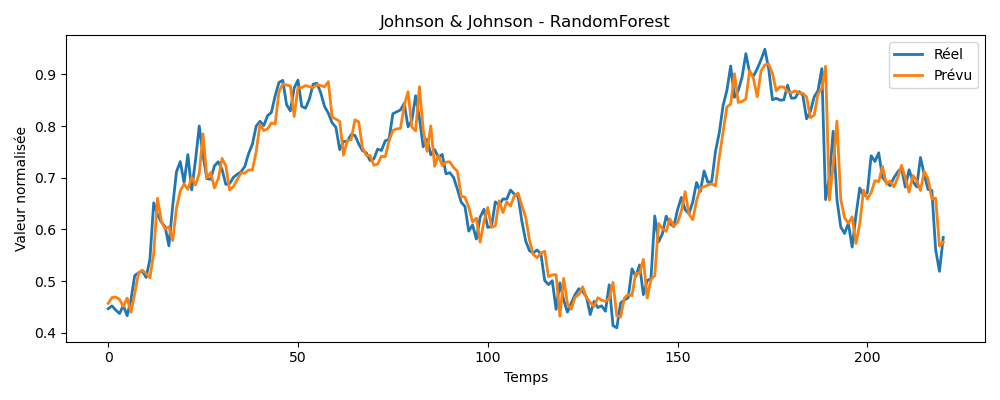 Johnson & Johnson - RandomForest
Réel
Prévu
Valeur normalisée
0.9
0.8
0.7
0.6
0.5
0.4
0 50 100 150 200
Temps